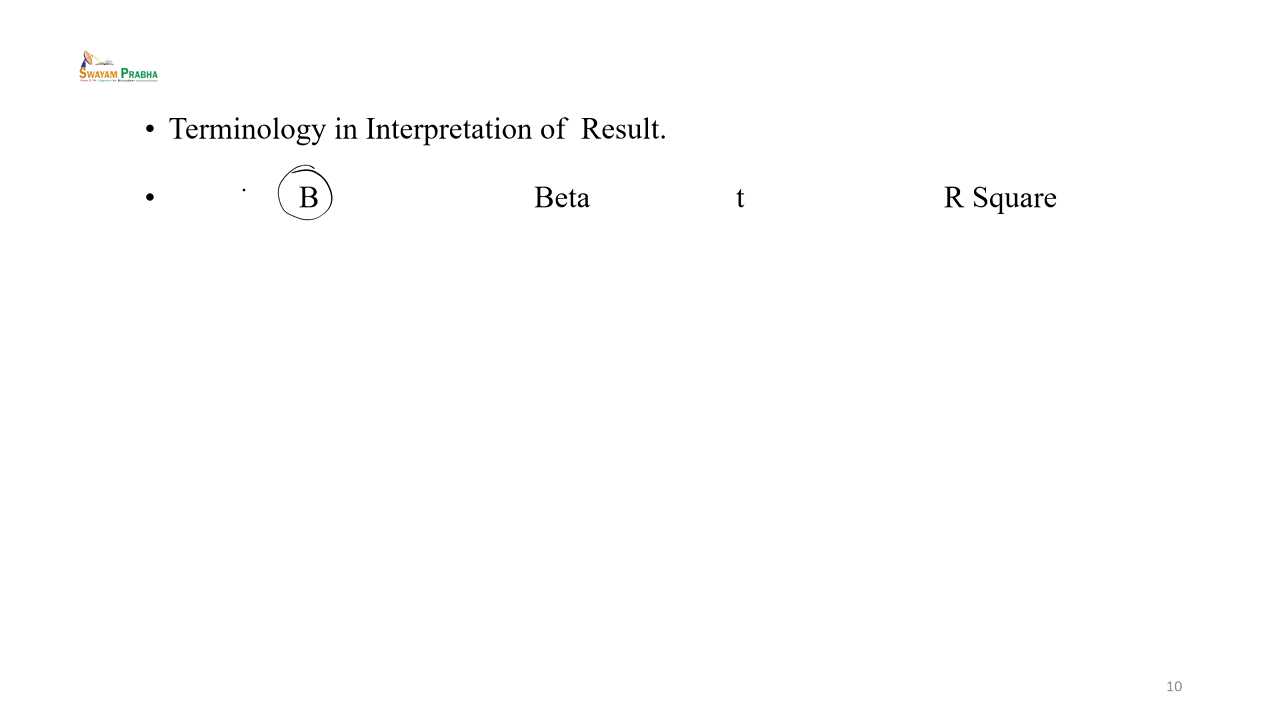 SWAYAM PRABHA
• Terminology in Interpretation of Result.
• B Beta t R Square
10